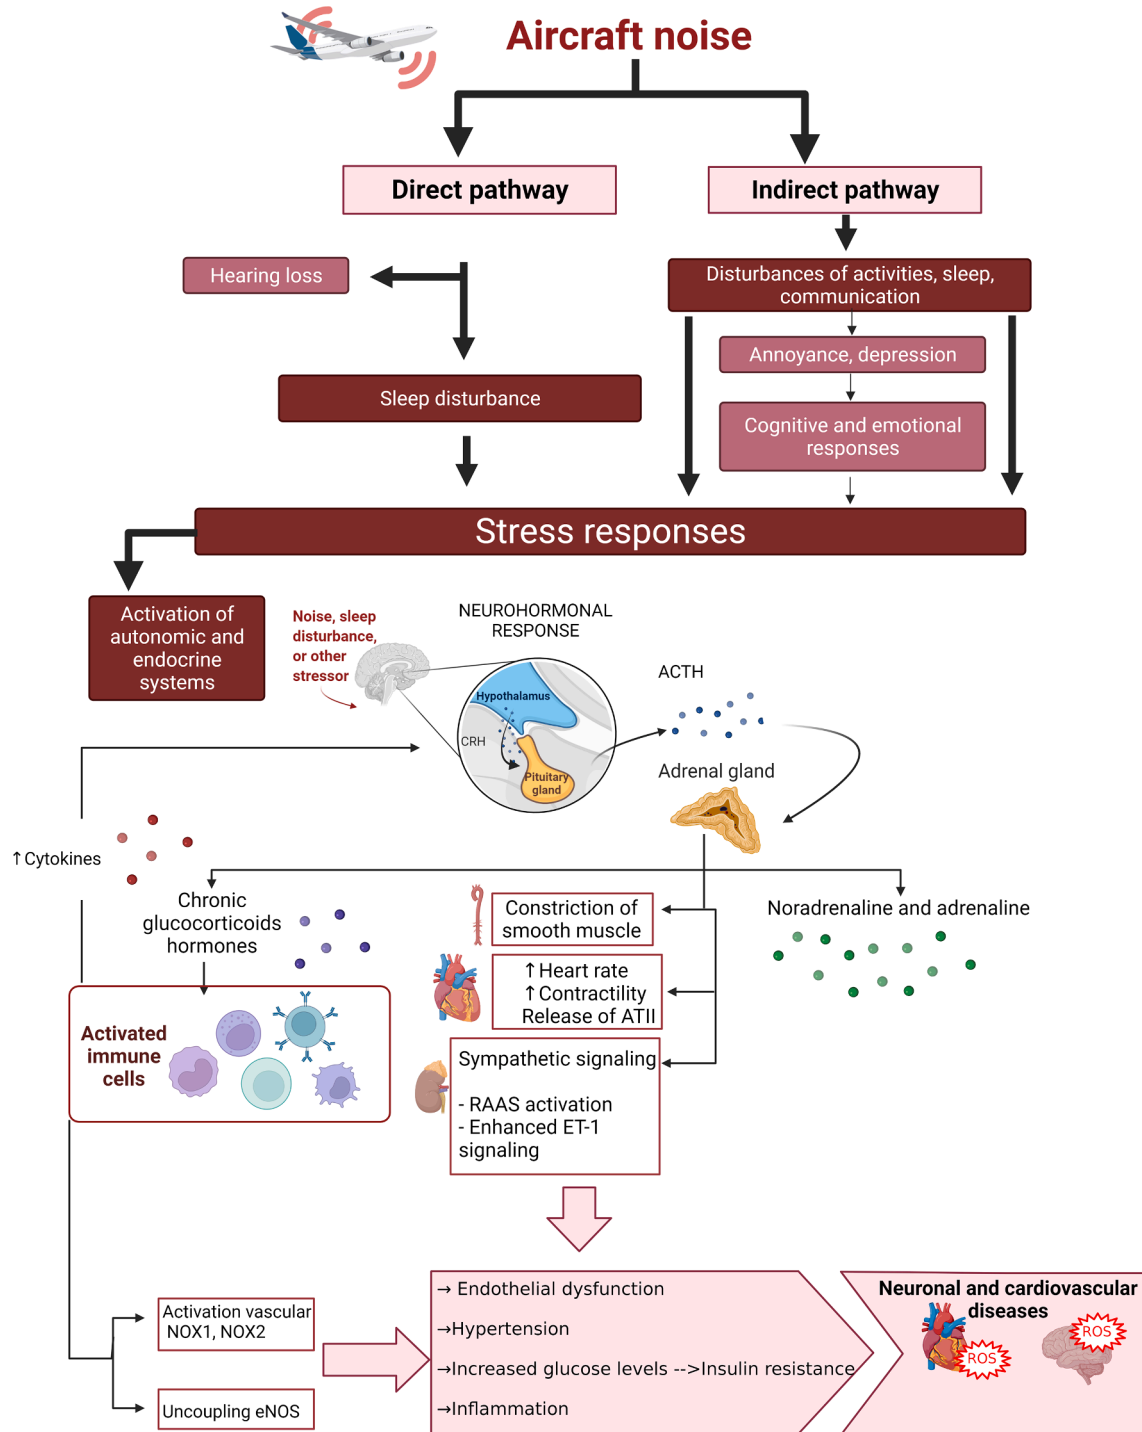 Aircraft noise
Direct pathway
Indirect pathway
Hearing loss
Disturbances of activities, sleep,
communication
Annoyance, depression
Sleep disturbance
Cognitive and emotional
responses
Stress responses
Activation of
autonomic and
endocrine
systems
Noise, sleep
disturbance,
or other
stressor
NEUROHORMONAL
RESPONSE
Hypothalamus
CRH
Pituitary
gland
ACTH
Adrenal gland
↑Cytokines
Chronic
glucocorticoids
hormones
Constriction of
smooth muscle
Noradrenaline and adrenaline
↑Heart rate
↑Contractility
Release of ATII
Activated
immune
cells
Sympathetic signaling
- RAAS activation
- Enhanced ET-1
signaling
Activation vascular
NOX1, NOX2
Uncoupling eNOS
→ Endothelial dysfunction
→Hypertension
→Increased glucose levels -->Insulin resistance
→Inflammation
Neuronal and cardiovascular
diseases
ROS
ROS